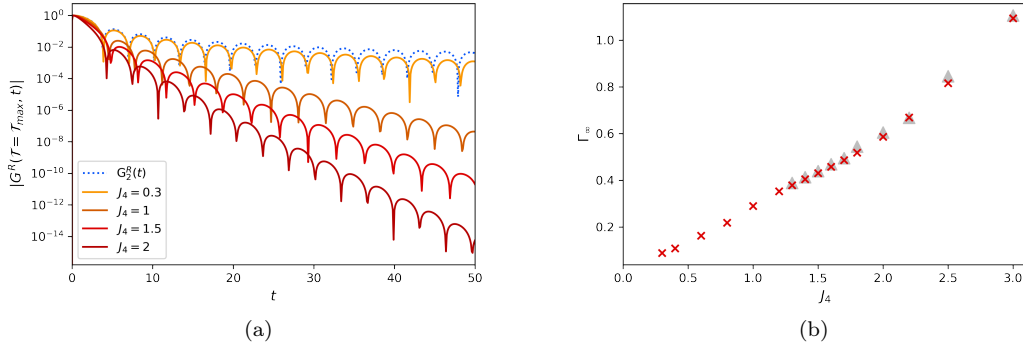 |G^R(𝒯 = 𝒯_max, t)|
10^0
10^-2
10^-4
10^-6
10^-8
10^-10
10^-12
10^-14
G_2^R(t)
J_4 = 0.3
J_4 = 1
J_4 = 1.5
J_4 = 2
0 10 20 30 40 50
t
(a)
Γ_∞
1.0
0.8
0.6
0.4
0.2
0.0 0.5 1.0 1.5 2.0 2.5 3.0
J_4
(b)